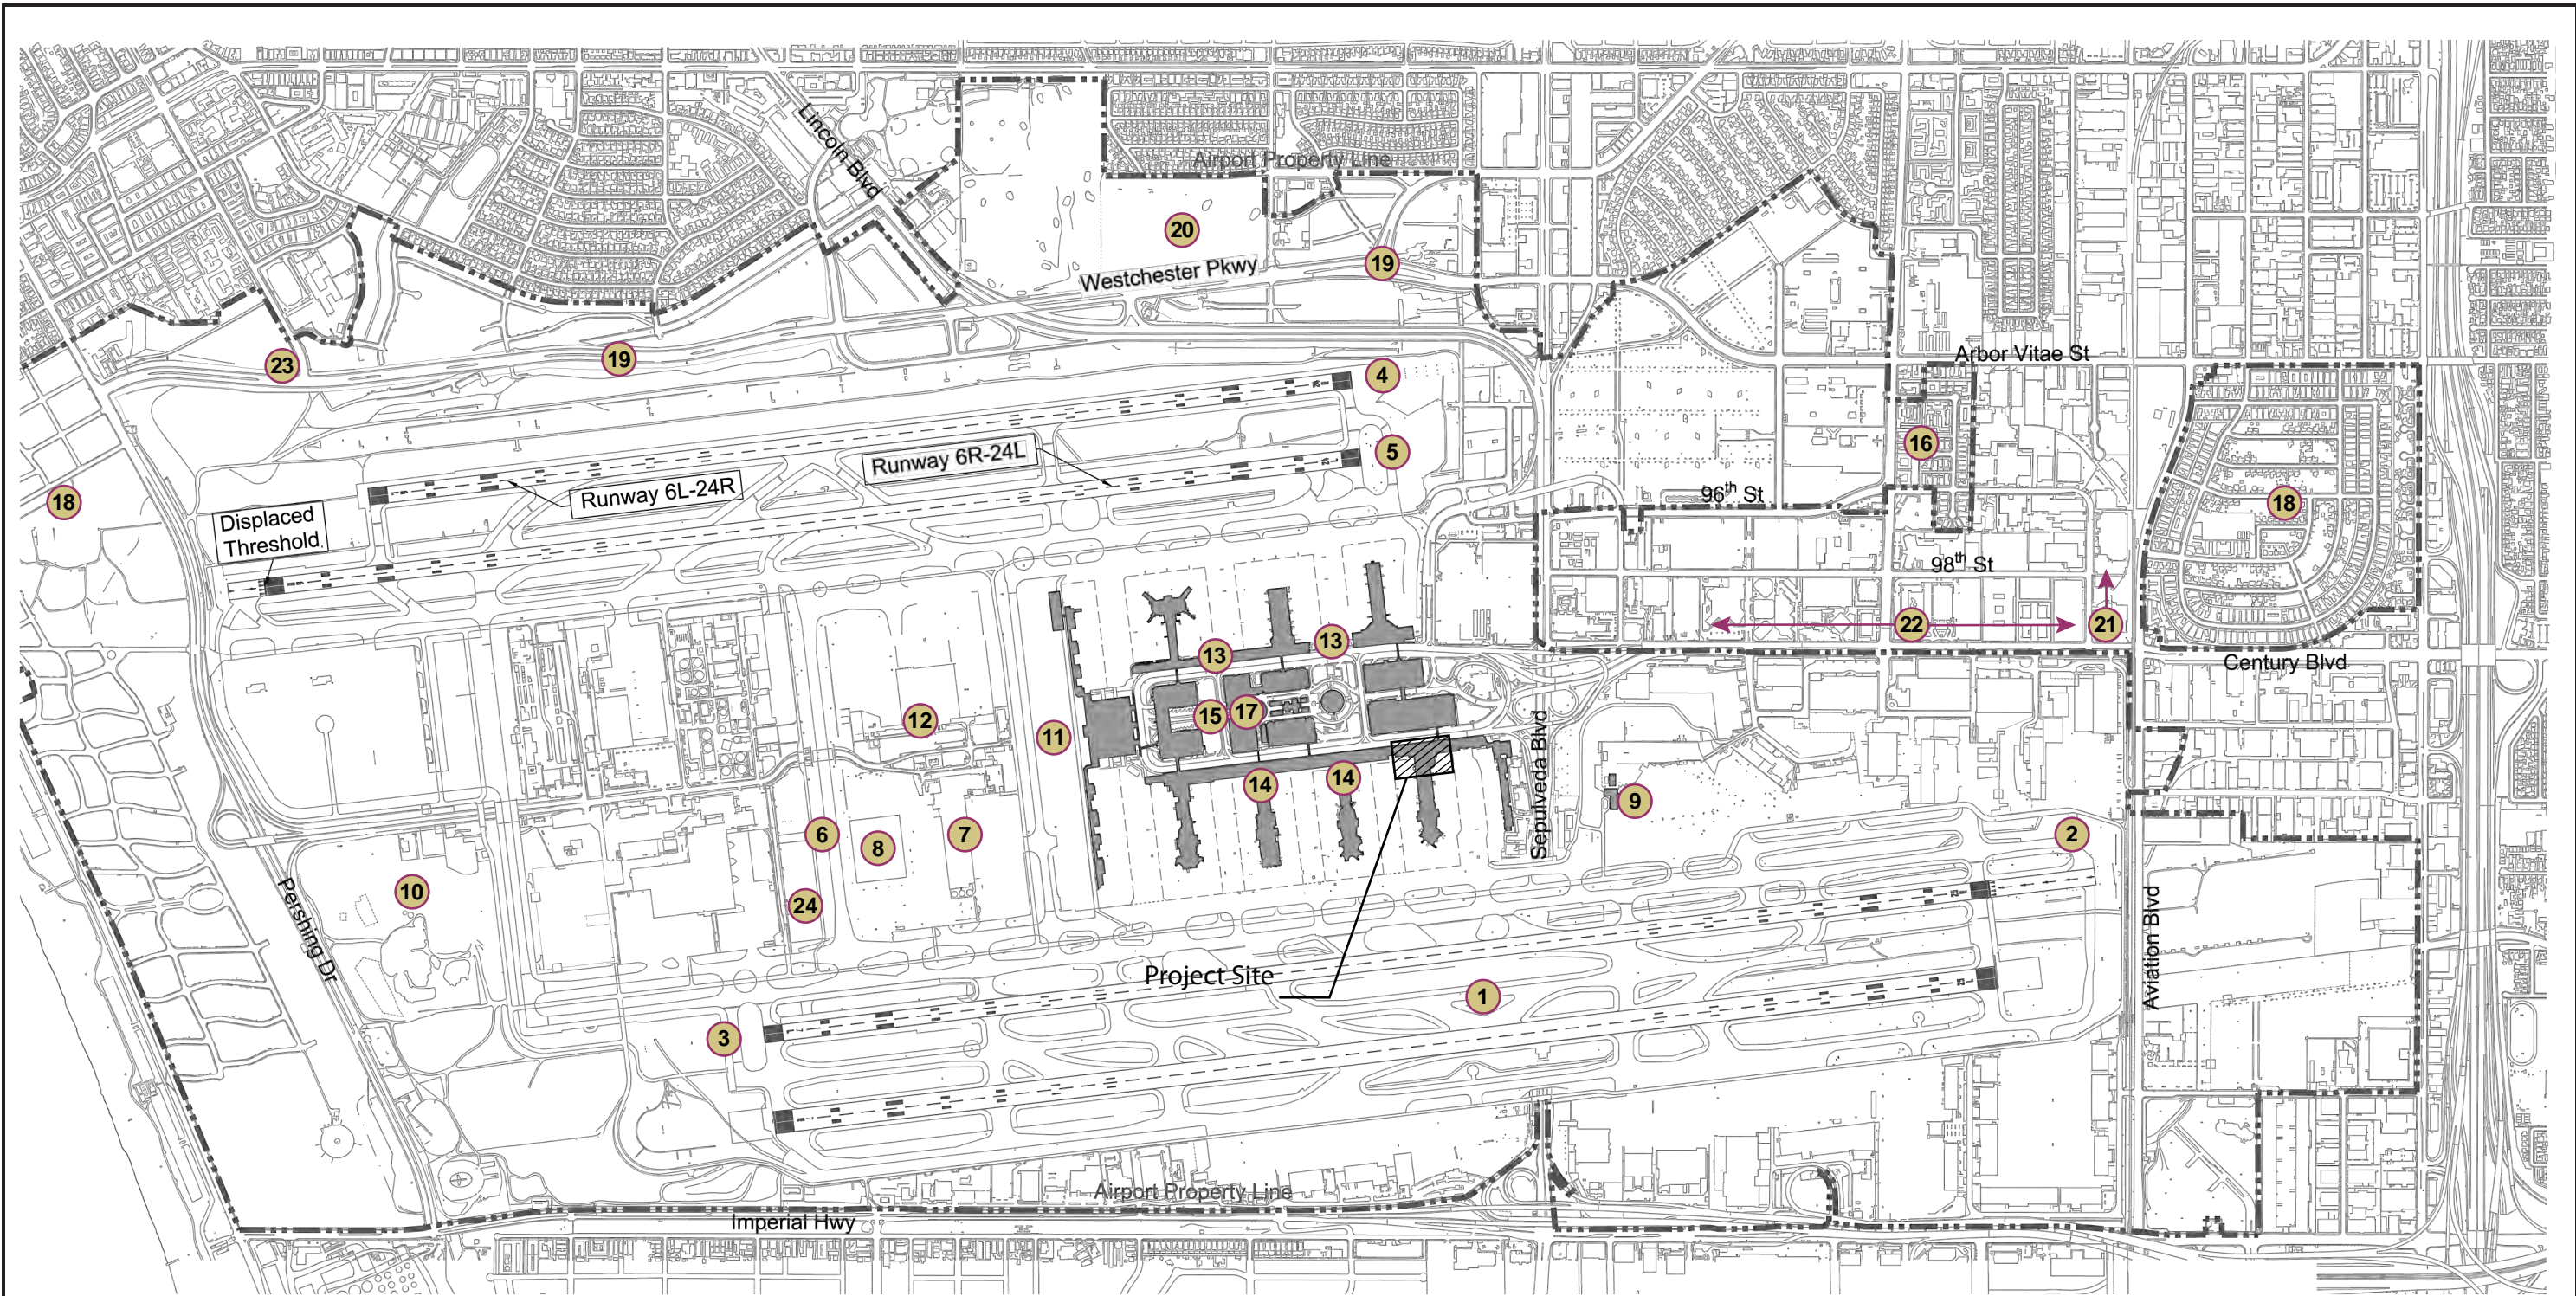 Lincoln Blvd
Airport Property Line
20
Westchester Pkwy
19
23
19
4
Arbor Vitae St
5
16
Runway 6R-24L
Runway 6L-24R
96th St
18
18
Displaced
Threshold
98th St
22
21
13
13
Century Blvd
15
17
12
11
Sepulveda Blvd
14
14
9
6
8
7
2
10
24
Pershing Dr
Aviation Blvd
Project Site
1
3
Airport Property Line
Imperial Hwy